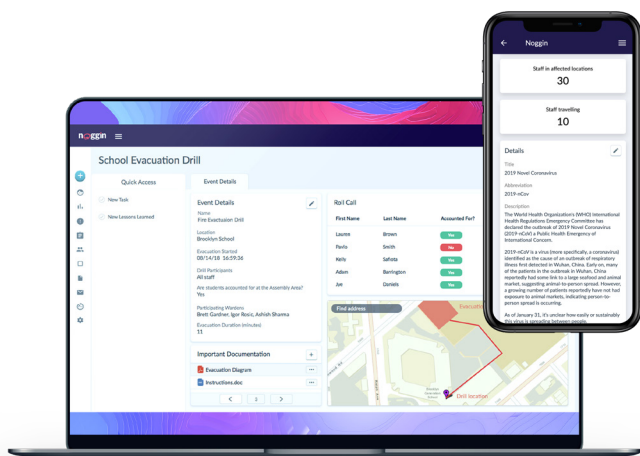 noggin
School Evacuation Drill
Quick Access
New Task
New Lessons Learned
Event Details
Event Details
Name
Fire Evactuation Drill
Location
Brooklyn School
Evacuation Started
08/14/18 16:59:36
Drill Participants
All staff
Are students accounted for at the Assembly Area?
Yes
Participating Wardens
Brett Gardner, Igor Rosic, Ashish Sharma
Evacuation Duration (minutes)
11
Important Documentation
Evacuation Diagram
Instructions.doc
2
Roll Call
First Name Last Name Accounted For?
Lauren Brown Yes
Pavlo Smith No
Kelly Safiota Yes
Adam Barrington Yes
Joe Daniels Yes
Find address
Evacuatio
Drill location
Noggin
Staff in affected locations
30
Staff travelling
10
Details
Title
2019 Novel Coronavirus
Abbreviation
2019-nCov
Description
The World Health Organization's (WHO) International
Health Regulations Emergency Committee has
declared the outbreak of 2019 Novel Coronavirus
(2019-nCoV) a Public Health Emergency of
International Concern.
2019-nCoV is a virus (more specifically, a coronavirus)
identified as the cause of an outbreak of respiratory
illness first detected in Wuhan, China. Early on, many
of the patients in the outbreak in Wuhan, China
reportedly had some link to a large seafood and animal
market, suggesting animal-to-person spread. However,
a growing number of patients reportedly have not had
exposure to animal markets, indicating person-to-
person spread is occurring.
As of January 31, it's unclear how easily or sustainably
this virus is spreading between people.